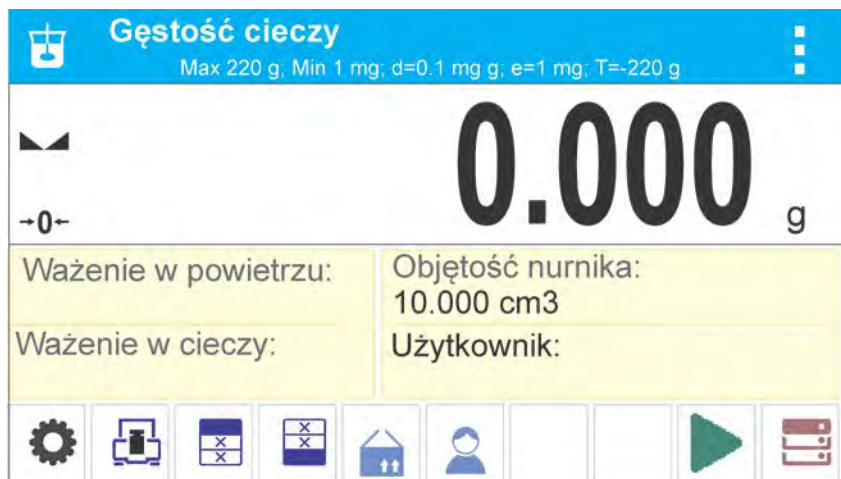 Gęstość cieczy
Max 220 g; Min 1 mg; d=0.1 mg g; e=1 mg; T=-220 g
→0←
0.000 g
Ważenie w powietrzu:
Objętość nurnika:
10.000 cm3
Ważenie w cieczy:
Użytkownik: